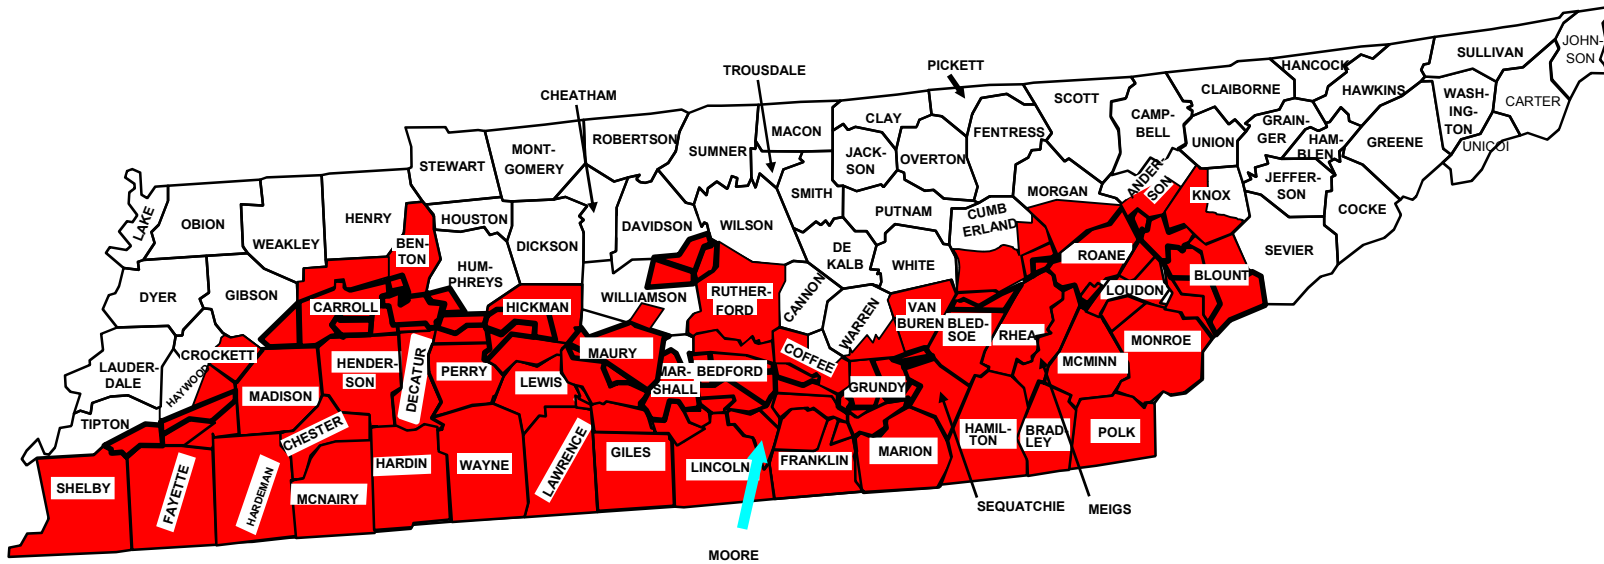 JOHN-
SON
SULLIVAN
HANCOCK
PICKETT
TROUSDALE
CLAIBORNE
HAWKINS
WASH-
ING-
TON
CARTER
CHEATHAM
SCOTT
CAMP-
BELL
GRAIN-
GER
MACON
CLAY
FENTRESS
UNION
HAM-
BLEN
GREENE
UNICOI
ROBERTSON
SUMNER
JACK-
SON
OVERTON
MONT-
GOMERY
STEWART
ANDER-
SON
JEFFER-
SON
SMITH
MORGAN
KNOX
LAKE
OBION
HENRY
HOUSTON
DAVIDSON
WILSON
PUTNAM
CUMB
ERLAND
COCKE
WEAKLEY
BEN-
TON
DICKSON
DE
KALB
WHITE
ROANE
SEVIER
HUM-
PHREYS
BLOUNT
DYER
GIBSON
WILLIAMSON
RUTHER-
FORD
CANNON
LOUDON
CARROLL
HICKMAN
WARREN
VAN
BUREN
BLED-
SOE
RHEA
MONROE
CROCKETT
MAURY
COFFEE
MCMINN
LAUDER-
DALE
HAYWOOD
HENDER-
SON
DECATUR
PERRY
LEWIS
MAR-
SHALL
BEDFORD
GRUNDY
MADISON
TIPTON
CHESTER
HAMIL-
TON
BRAD-
LEY
POLK
SHELBY
FAYETTE
HARDEMAN
MCNAIRY
HARDIN
WAYNE
LAWRENCE
GILES
LINCOLN
FRANKLIN
MARION
SEQUATCHIE
MEIGS
MOORE